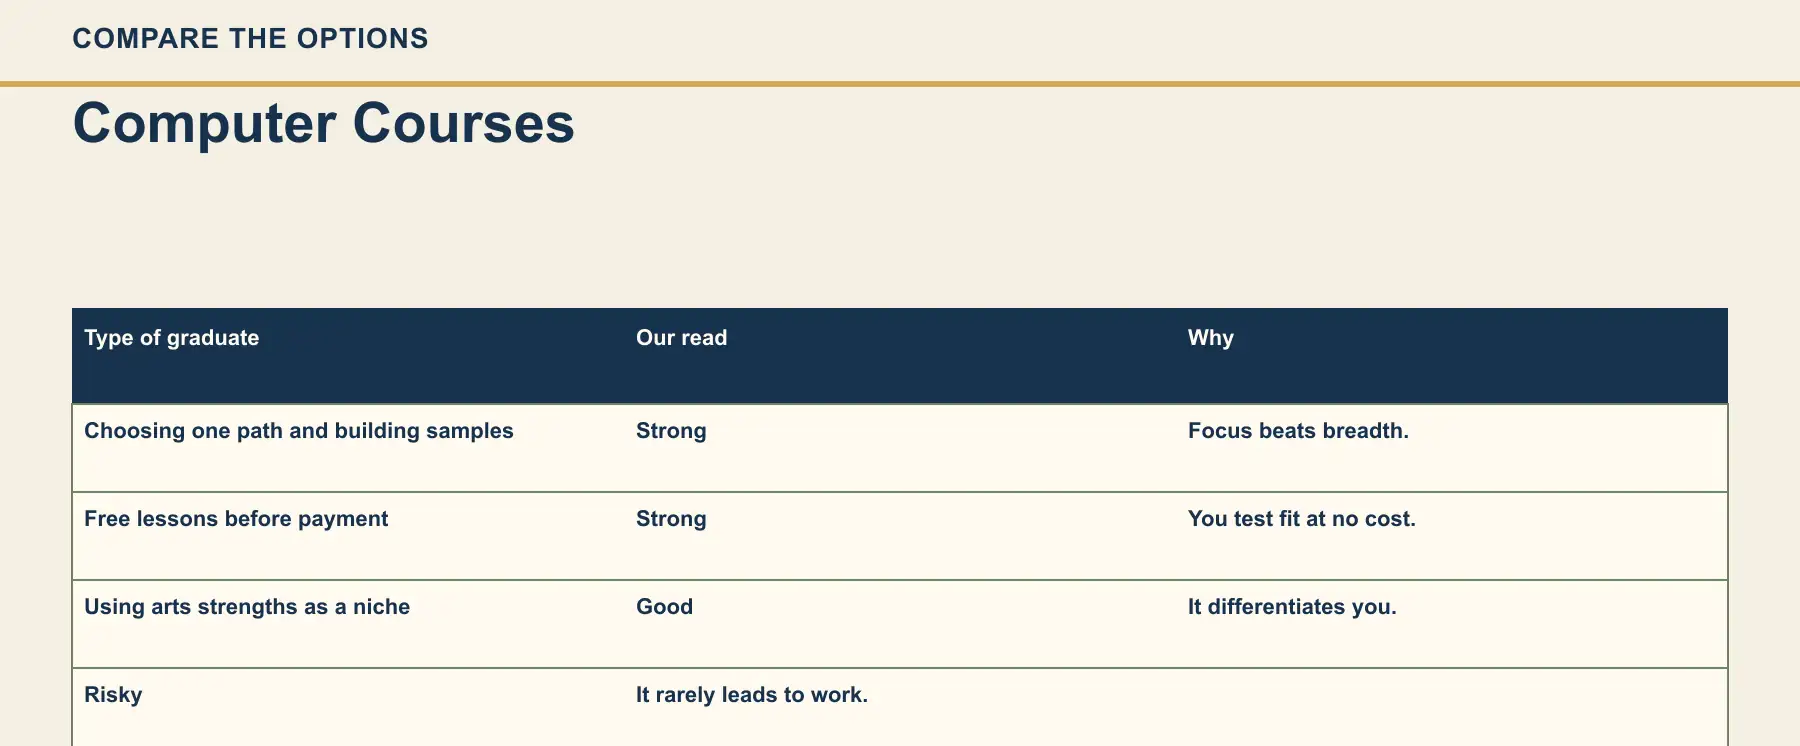 COMPARE THE OPTIONS
Computer Courses
Type of graduate Our read Why
Choosing one path and building samples Strong Focus beats breadth.
Free lessons before payment Strong You test fit at no cost.
Using arts strengths as a niche Good It differentiates you.
Risky It rarely leads to work.